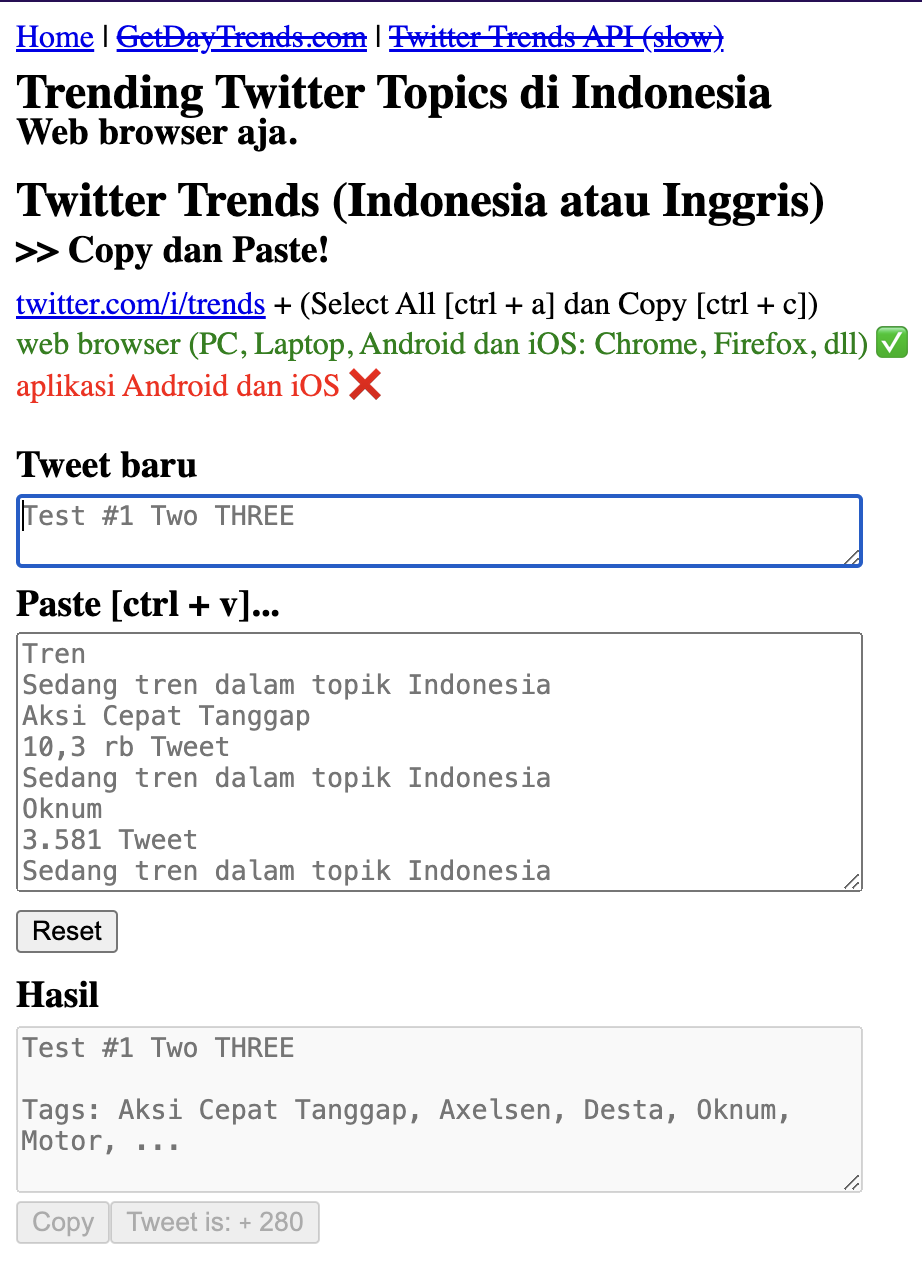 Home | GetDayTrends.com | Twitter Trends API (slow)
Trending Twitter Topics di Indonesia
Web browser aja.
Twitter Trends (Indonesia atau Inggris)
>> Copy dan Paste!
twitter.com/i/trends + (Select All [ctrl + a] dan Copy [ctrl + c])
web browser (PC, Laptop, Android dan iOS: Chrome, Firefox, dll) ✅
aplikasi Android dan iOS ❌
Tweet baru
Test #1 Two THREE
Paste [ctrl + v]...
Tren
Sedang tren dalam topik Indonesia
Aksi Cepat Tanggap
10,3 rb Tweet
Sedang tren dalam topik Indonesia
Oknum
3.581 Tweet
Sedang tren dalam topik Indonesia
Reset
Hasil
Test #1 Two THREE
Tags: Aksi Cepat Tanggap, Axelsen, Desta, Oknum,
Motor, ...
Copy Tweet is: + 280